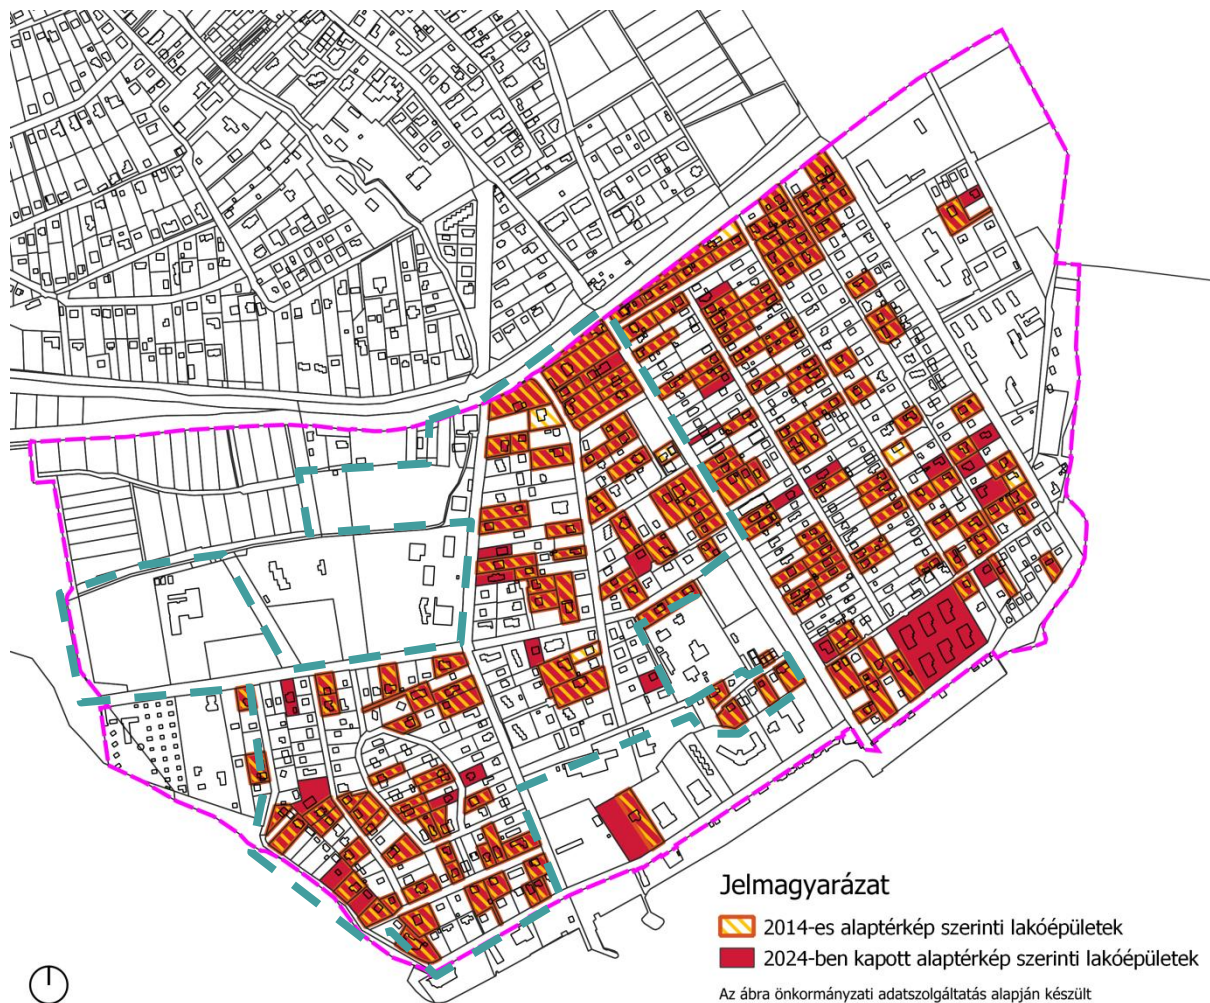 Jelmagyarázat
2014-es alaptérkép szerinti lakóépületek
2024-ben kapott alaptérkép szerinti lakóépületek
Az ábra önkormányzati adatszolgáltatás alapján készült